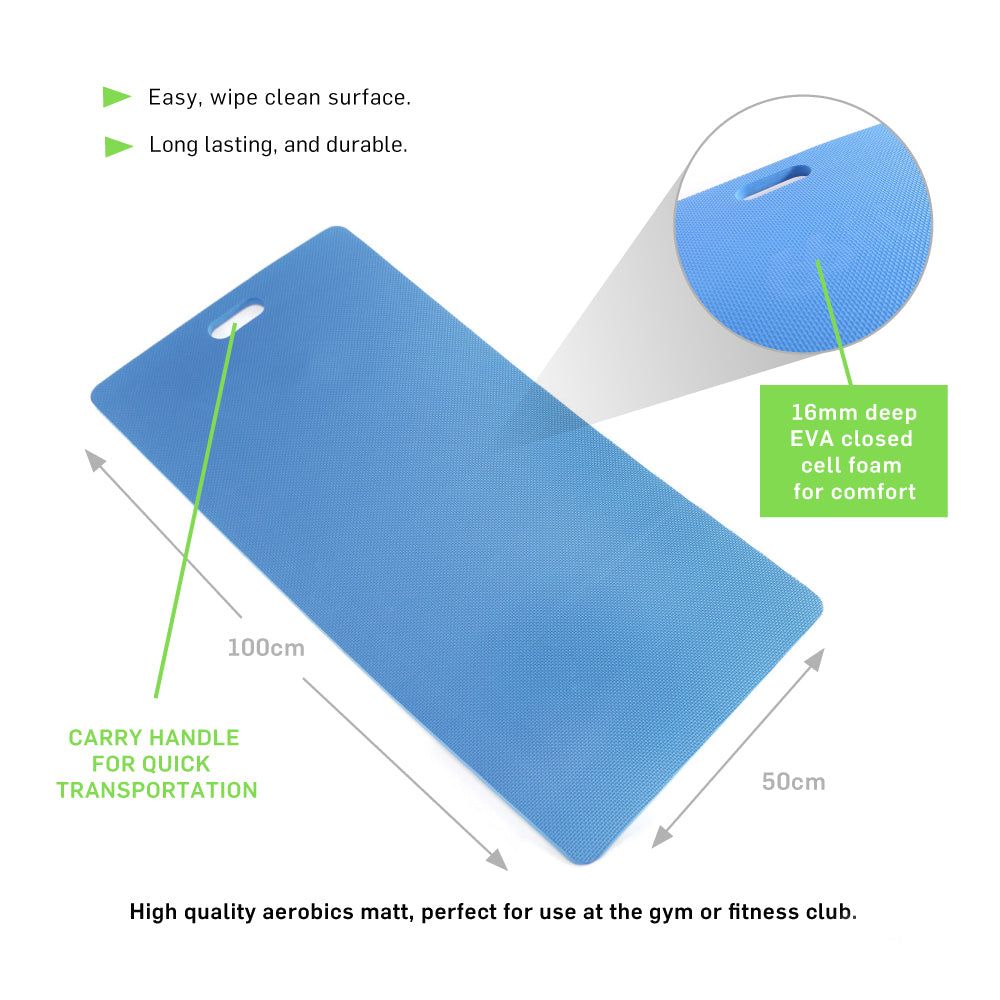 Easy, wipe clean surface.
Long lasting, and durable.
16mm deep
EVA closed
cell foam
for comfort
100cm
CARRY HANDLE
FOR QUICK
TRANSPORTATION
50cm
High quality aerobics matt, perfect for use at the gym or fitness club.